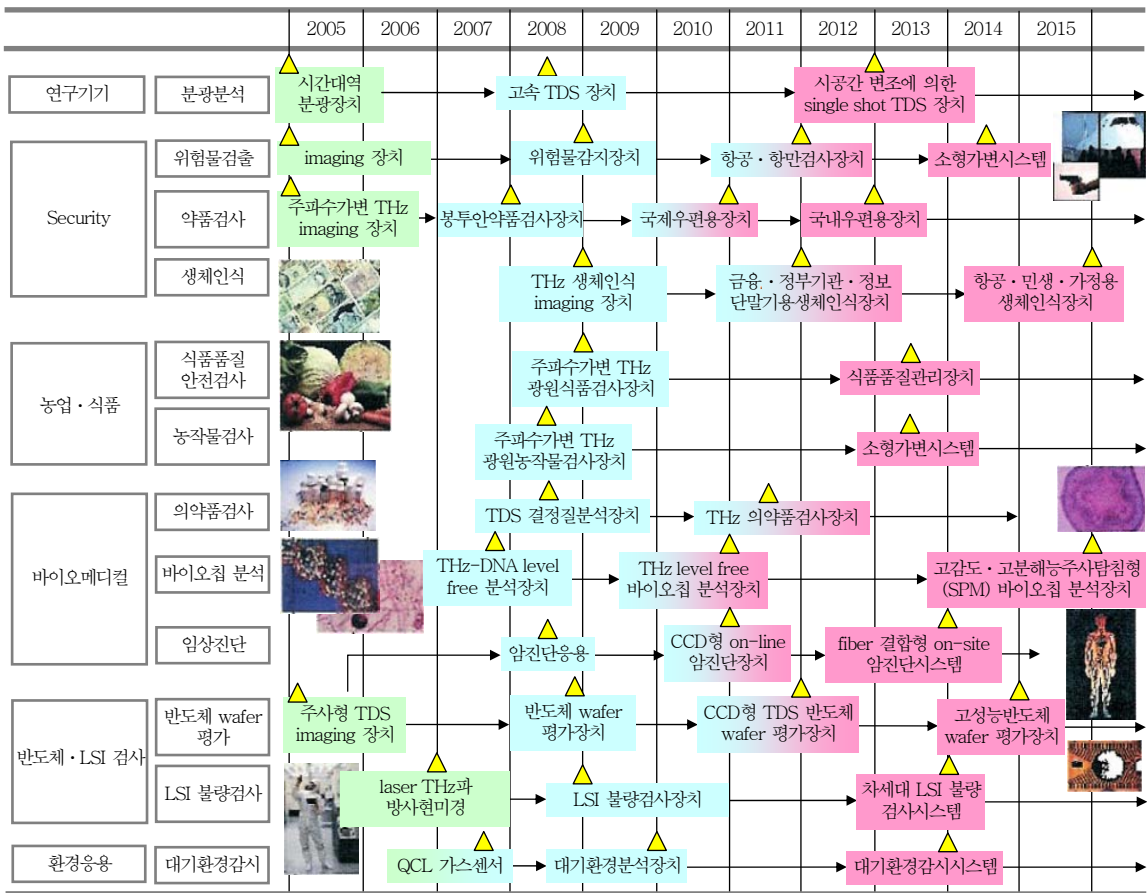 2005 2006 2007 2008 2009 2010 2011 2012 2013 2014 2015
연구기기
분광분석
시간대역
분광장치
고속 TDS 장치
시공간 변조에 의한
single shot TDS 장치
Security
위험물검출
imaging 장치
위험물감지장치
항공·항만검사장치
소형가변시스템
약품검사
주파수가변 THz
imaging 장치
봉투안약품검사장치
국제우편용장치
국내우편용장치
생체인식
THz 생체인식
imaging 장치
금융·정부기관·정보
단말기용생체인식장치
항공·민생·가정용
생체인식장치
농업·식품
식품품질
안전검사
주파수가변 THz
광원식품검사장치
식품품질관리장치
농작물검사
주파수가변 THz
광원농작물검사장치
소형가변시스템
바이오메디컬
의약품검사
TDS 결정질분석장치
THz 의약품검사장치
바이오칩 분석
THz-DNA level
free 분석장치
THz level free
바이오칩 분석장치
고감도·고분해능주사탐침형
(SPM) 바이오칩 분석장치
임상진단
암진단응용
CCD형 on-line
암진단장치
fiber 결합형 on-site
암진단시스템
반도체·LSI 검사
반도체 wafer
평가
주사형 TDS
imaging 장치
반도체 wafer
평가장치
CCD형 TDS 반도체
wafer 평가장치
고성능반도체
wafer 평가장치
LSI 불량검사
laser THz파
방사현미경
LSI 불량검사장치
차세대 LSI 불량
검사시스템
환경응용
대기환경감시
QCL 가스센서
대기환경분석장치
대기환경감시시스템